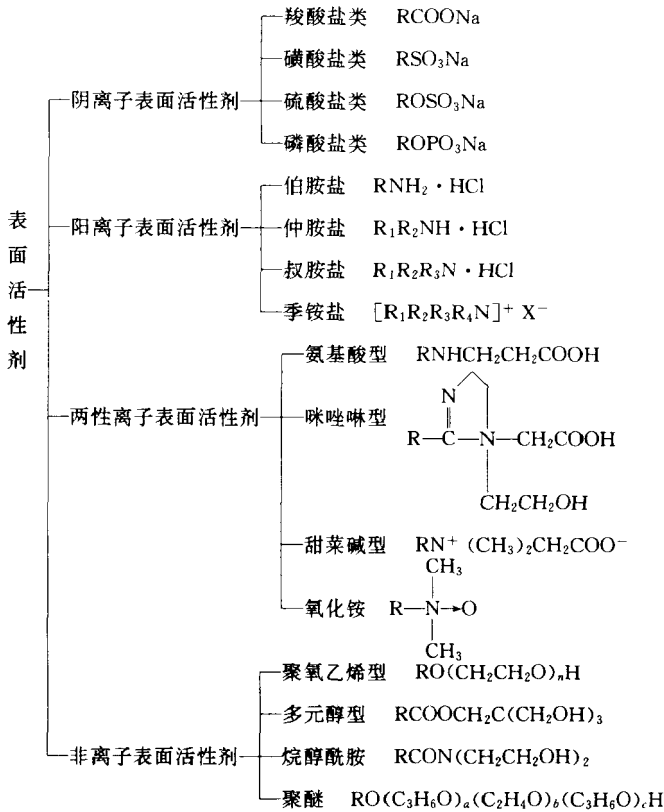 表面活性剂
阴离子表面活性剂
羧酸盐类 RCOONa
磺酸盐类 RSO₃Na
硫酸盐类 ROSO₃Na
磷酸盐类 ROPO₃Na
阳离子表面活性剂
伯胺盐 RNH₂·HCl
仲胺盐 R₁R₂NH·HCl
叔胺盐 R₁R₂R₃N·HCl
季铵盐 [R₁R₂R₃R₄N]⁺ X⁻
两性离子表面活性剂
氨基酸型 RNHCH₂CH₂COOH
咪唑啉型
N
R—C—N—CH₂COOH
CH₂CH₂OH
甜菜碱型 RN⁺(CH₃)₂CH₂COO⁻
氧化铵
CH₃
R—N→O
CH₃
非离子表面活性剂
聚氧乙烯型 RO(CH₂CH₂O)ₙH
多元醇型 RCOOCH₂C(CH₂OH)₃
烷醇酰胺 RCON(CH₂CH₂OH)₂
聚醚 RO(C₃H₆O)a(C₂H₄O)b(C₃H₆O)cH